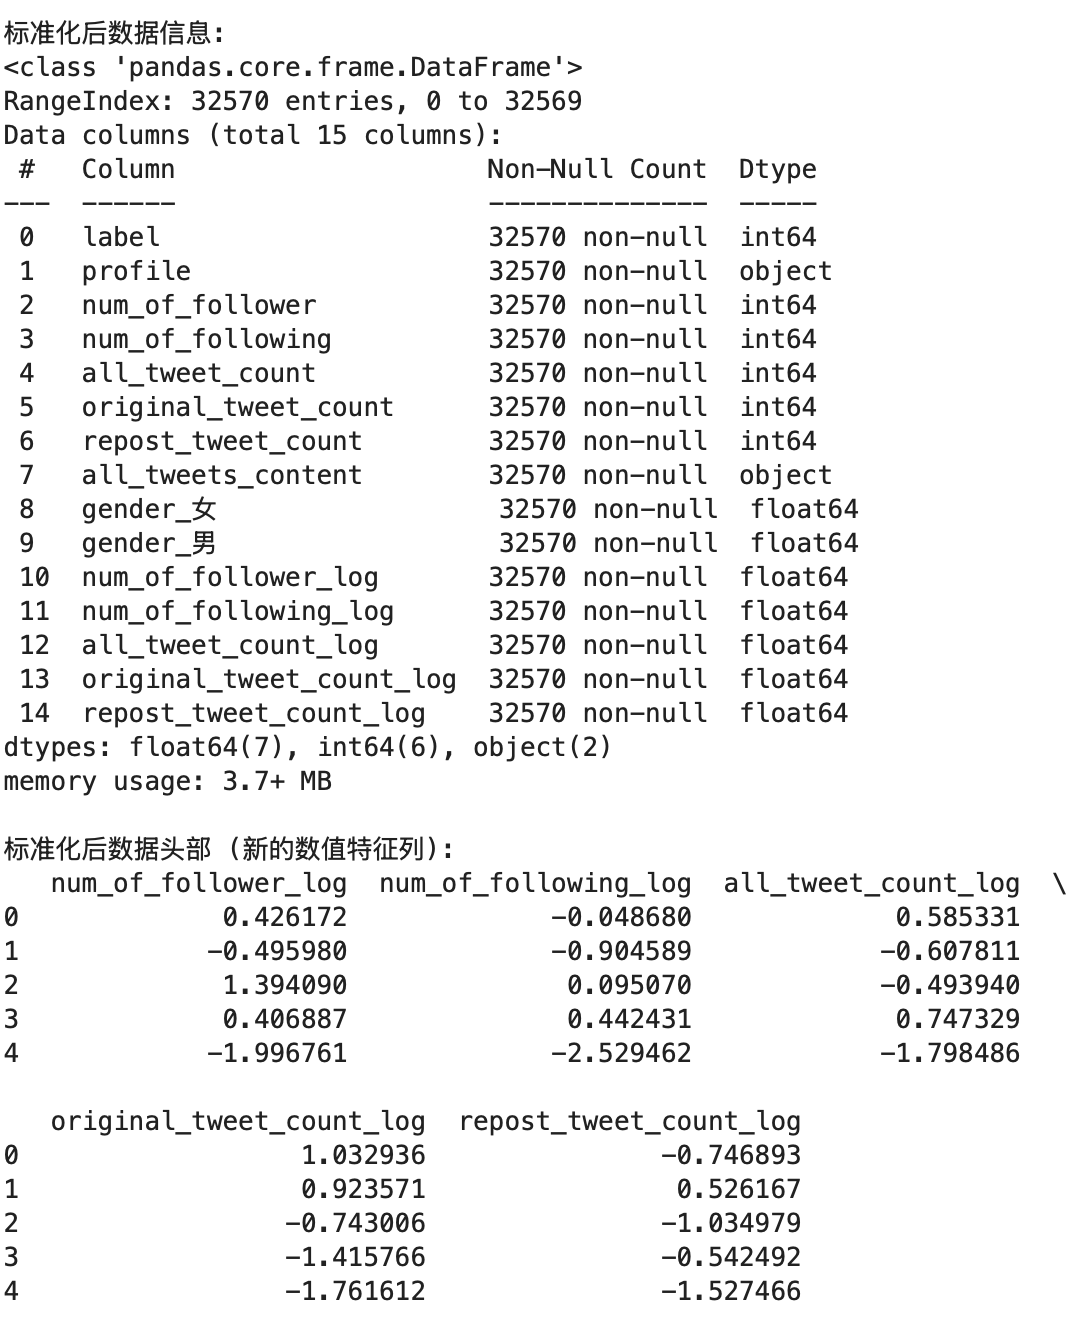 标准化后数据信息:
<class 'pandas.core.frame.DataFrame'>
RangeIndex: 32570 entries, 0 to 32569
Data columns (total 15 columns):
 #   Column                    Non-Null Count  Dtype
---  ------                    --------------  -----
 0   label                     32570 non-null  int64
 1   profile                   32570 non-null  object
 2   num_of_follower           32570 non-null  int64
 3   num_of_following          32570 non-null  int64
 4   all_tweet_count           32570 non-null  int64
 5   original_tweet_count      32570 non-null  int64
 6   repost_tweet_count        32570 non-null  int64
 7   all_tweets_content        32570 non-null  object
 8   gender_女                  32570 non-null  float64
 9   gender_男                  32570 non-null  float64
 10  num_of_follower_log       32570 non-null  float64
 11  num_of_following_log      32570 non-null  float64
 12  all_tweet_count_log       32570 non-null  float64
 13  original_tweet_count_log  32570 non-null  float64
 14  repost_tweet_count_log    32570 non-null  float64
dtypes: float64(7), int64(6), object(2)
memory usage: 3.7+ MB

标准化后数据头部 (新的数值特征列):
   num_of_follower_log  num_of_following_log  all_tweet_count_log  \
0             0.426172             -0.048680             0.585331
1            -0.495980             -0.904589            -0.607811
2             1.394090              0.095070            -0.493940
3             0.406887              0.442431             0.747329
4            -1.996761             -2.529462            -1.798486

   original_tweet_count_log  repost_tweet_count_log
0                  1.032936               -0.746893
1                  0.923571                0.526167
2                 -0.743006               -1.034979
3                 -1.415766               -0.542492
4                 -1.761612               -1.527466